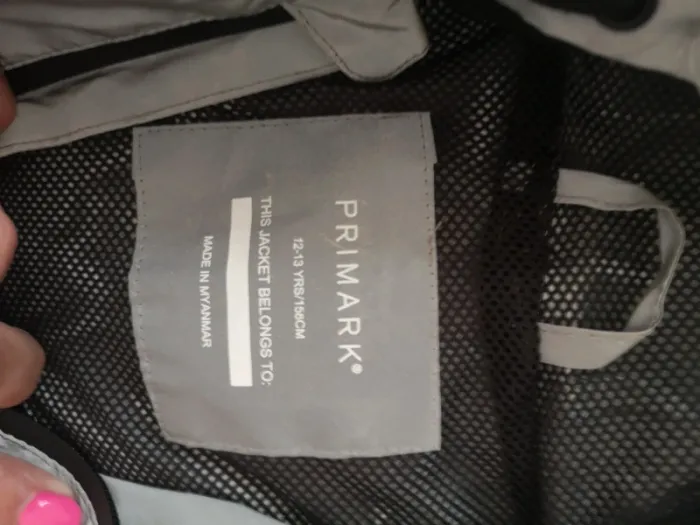 PRIMARK®
12-13 YRS/158CM
THIS JACKET BELONGS TO:
MADE IN MYANMAR